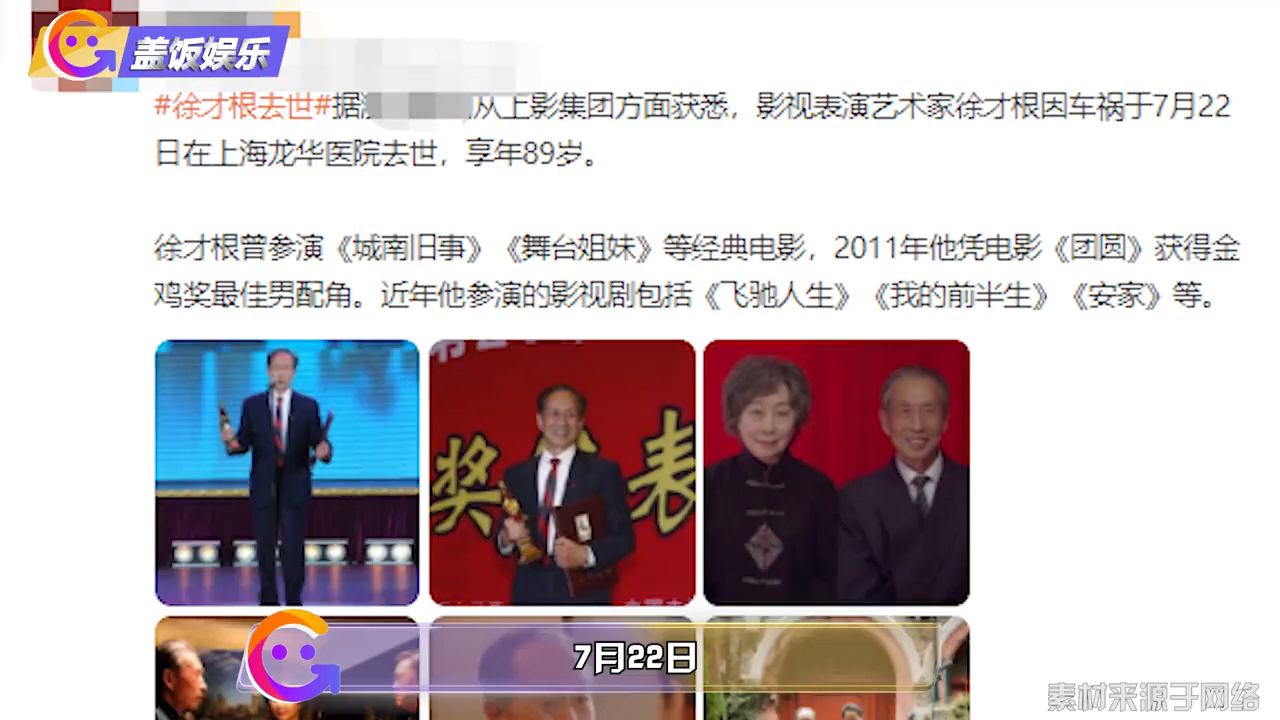 盖饭娱乐
#徐才根去世#据
从上影集团方面获悉，影视表演艺术家徐才根因车祸于7月22
日在上海龙华医院去世，享年89岁。
徐才根曾参演《城南旧事》《舞台姐妹》等经典电影，2011年他凭电影《团圆》获得金
鸡奖最佳男配角。近年他参演的影视剧包括《飞驰人生》《我的前半生》《安家》等。
奖
表
7月22日
素材来源于网络